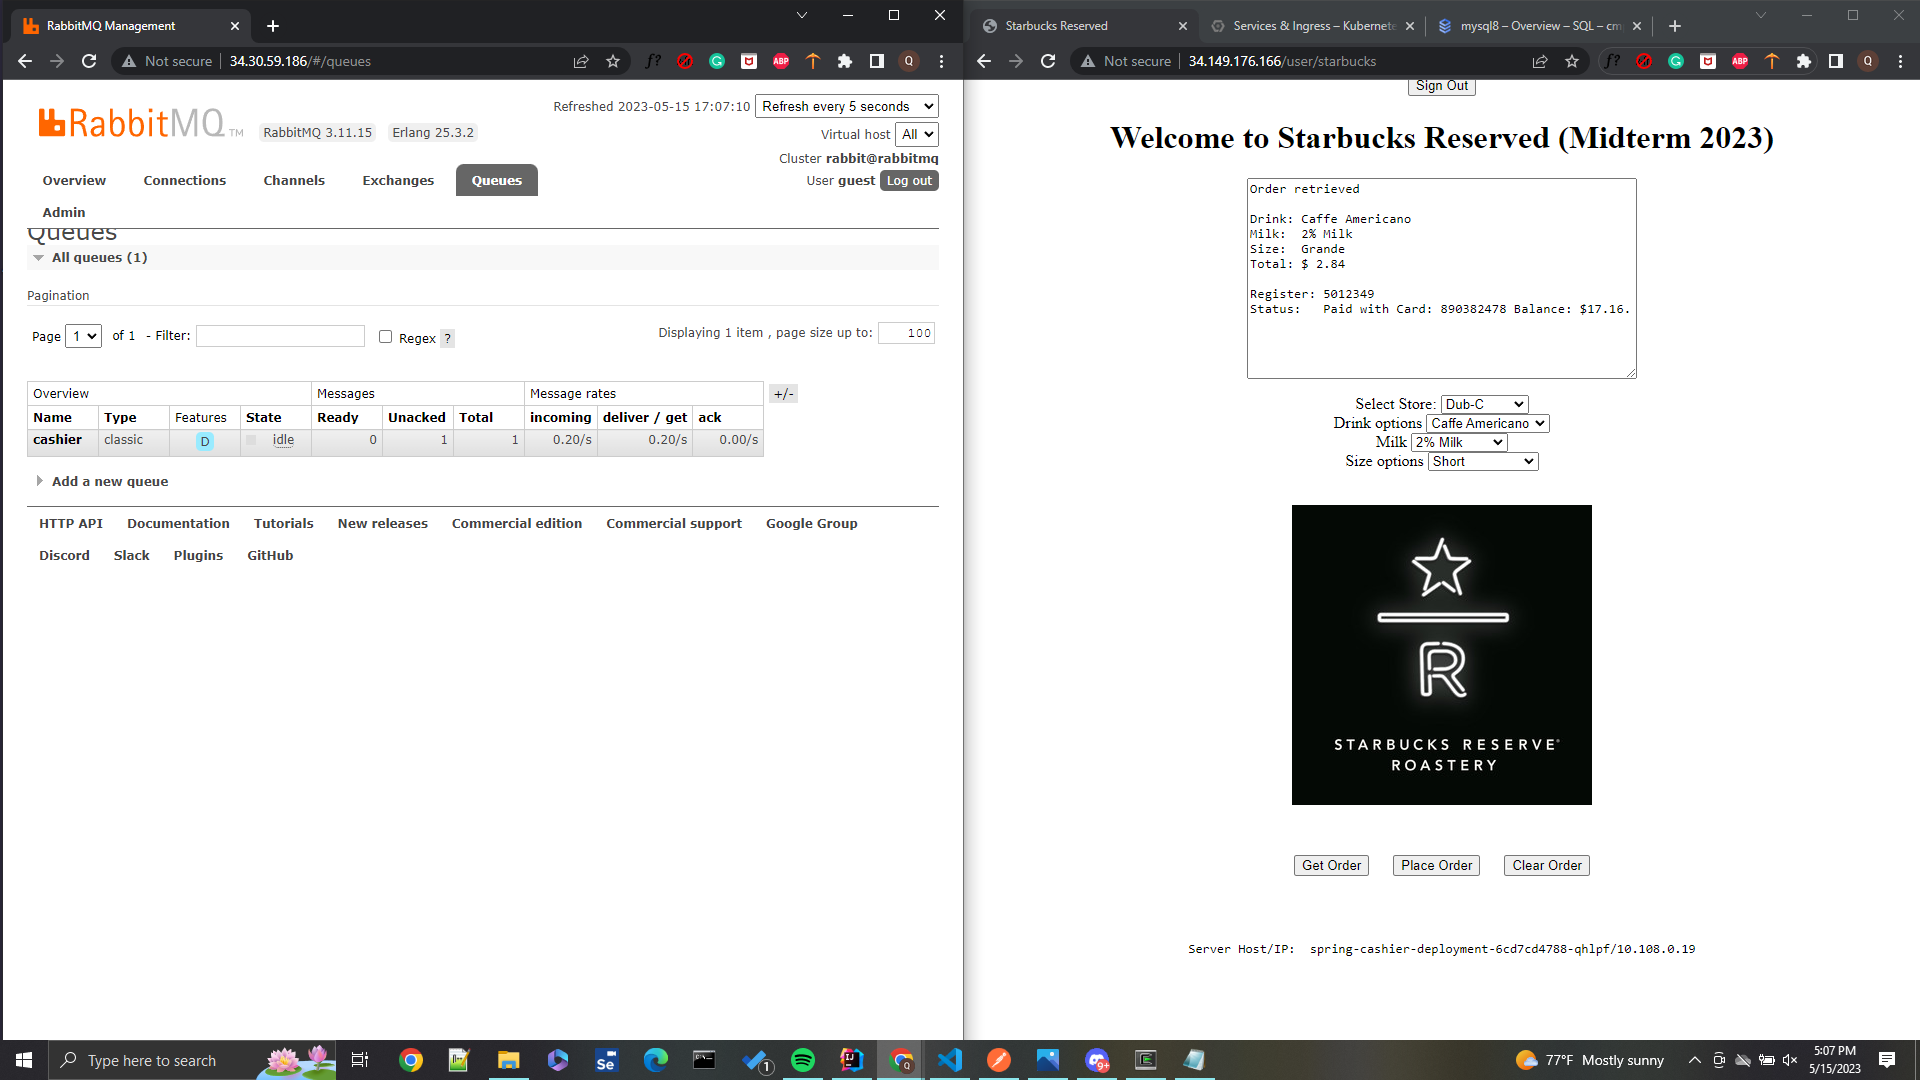 RabbitMQ Management
Not secure
34.30.59.186/#/queues
RabbitMQ TM
RabbitMQ 3.11.15
Erlang 25.3.2
Refreshed 2023-05-15 17:07:10
Refresh every 5 seconds
Virtual host All
Cluster rabbit@rabbitmq
User guest Log out
Overview Connections Channels Exchanges Queues
Admin
Queues
All queues (1)
Pagination
Page 1 of 1 - Filter: Regex ?
Displaying 1 item , page size up to: 100
Overview Messages Message rates +/-
Name Type Features State Ready Unacked Total incoming deliver / get ack
cashier classic D idle 0 1 1 0.20/s 0.20/s 0.00/s
Add a new queue
HTTP API Documentation Tutorials New releases Commercial edition Commercial support Google Group
Discord Slack Plugins GitHub
Starbucks Reserved
Services & Ingress – Kubernete
mysql8 – Overview – SQL – cm
Not secure
34.149.176.166/user/starbucks
Sign Out
Welcome to Starbucks Reserved (Midterm 2023)
Order retrieved
Drink: Caffe Americano
Milk: 2% Milk
Size: Grande
Total: $ 2.84
Register: 5012349
Status: Paid with Card: 890382478 Balance: $17.16.
Select Store: Dub-C
Drink options Caffe Americano
Milk 2% Milk
Size options Short
R
STARBUCKS RESERVE
ROASTERY
Get Order Place Order Clear Order
Server Host/IP: spring-cashier-deployment-6cd7cd4788-qhlpf/10.108.0.19
Type here to search
77°F Mostly sunny
5:07 PM
5/15/2023